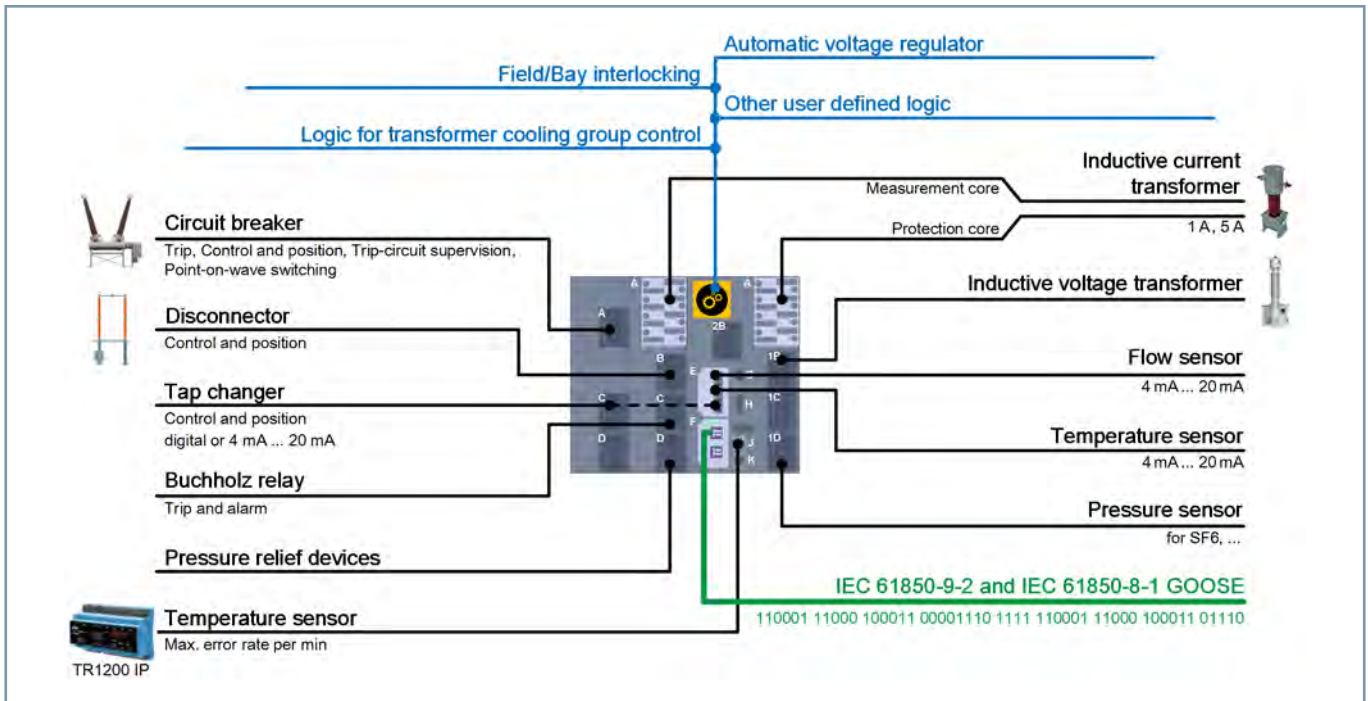 Automatic voltage regulator
Field/Bay interlocking
Other user defined logic
Logic for transformer cooling group control
Inductive current
transformer
Measurement core
Protection core
1 A, 5 A
Circuit breaker
Trip, Control and position, Trip-circuit supervision,
Point-on-wave switching
Inductive voltage transformer
Disconnector
Control and position
Flow sensor
4 mA ... 20 mA
Tap changer
Control and position
digital or 4 mA ... 20 mA
Temperature sensor
4 mA ... 20 mA
Buchholz relay
Trip and alarm
Pressure sensor
for SF6, ...
Pressure relief devices
IEC 61850-9-2 and IEC 61850-8-1 GOOSE
110001 11000 100011 00001110 1111 110001 11000 100011 01110
Temperature sensor
Max. error rate per min
TR1200 IP
A
A
A
2B
B
1B
E
C
C
H
1C
F
D
D
J
1D
K